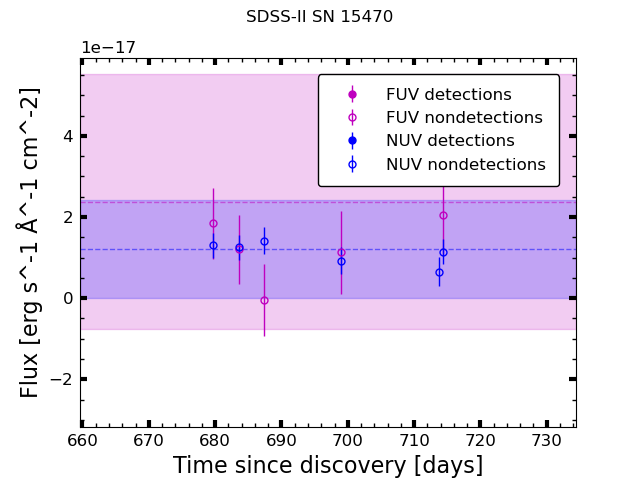 SDSS-II SN 15470
1e−17
FUV detections
FUV nondetections
NUV detections
NUV nondetections
4
2
0
−2
Flux [erg s^-1 Å^-1 cm^-2]
660 670 680 690 700 710 720 730
Time since discovery [days]